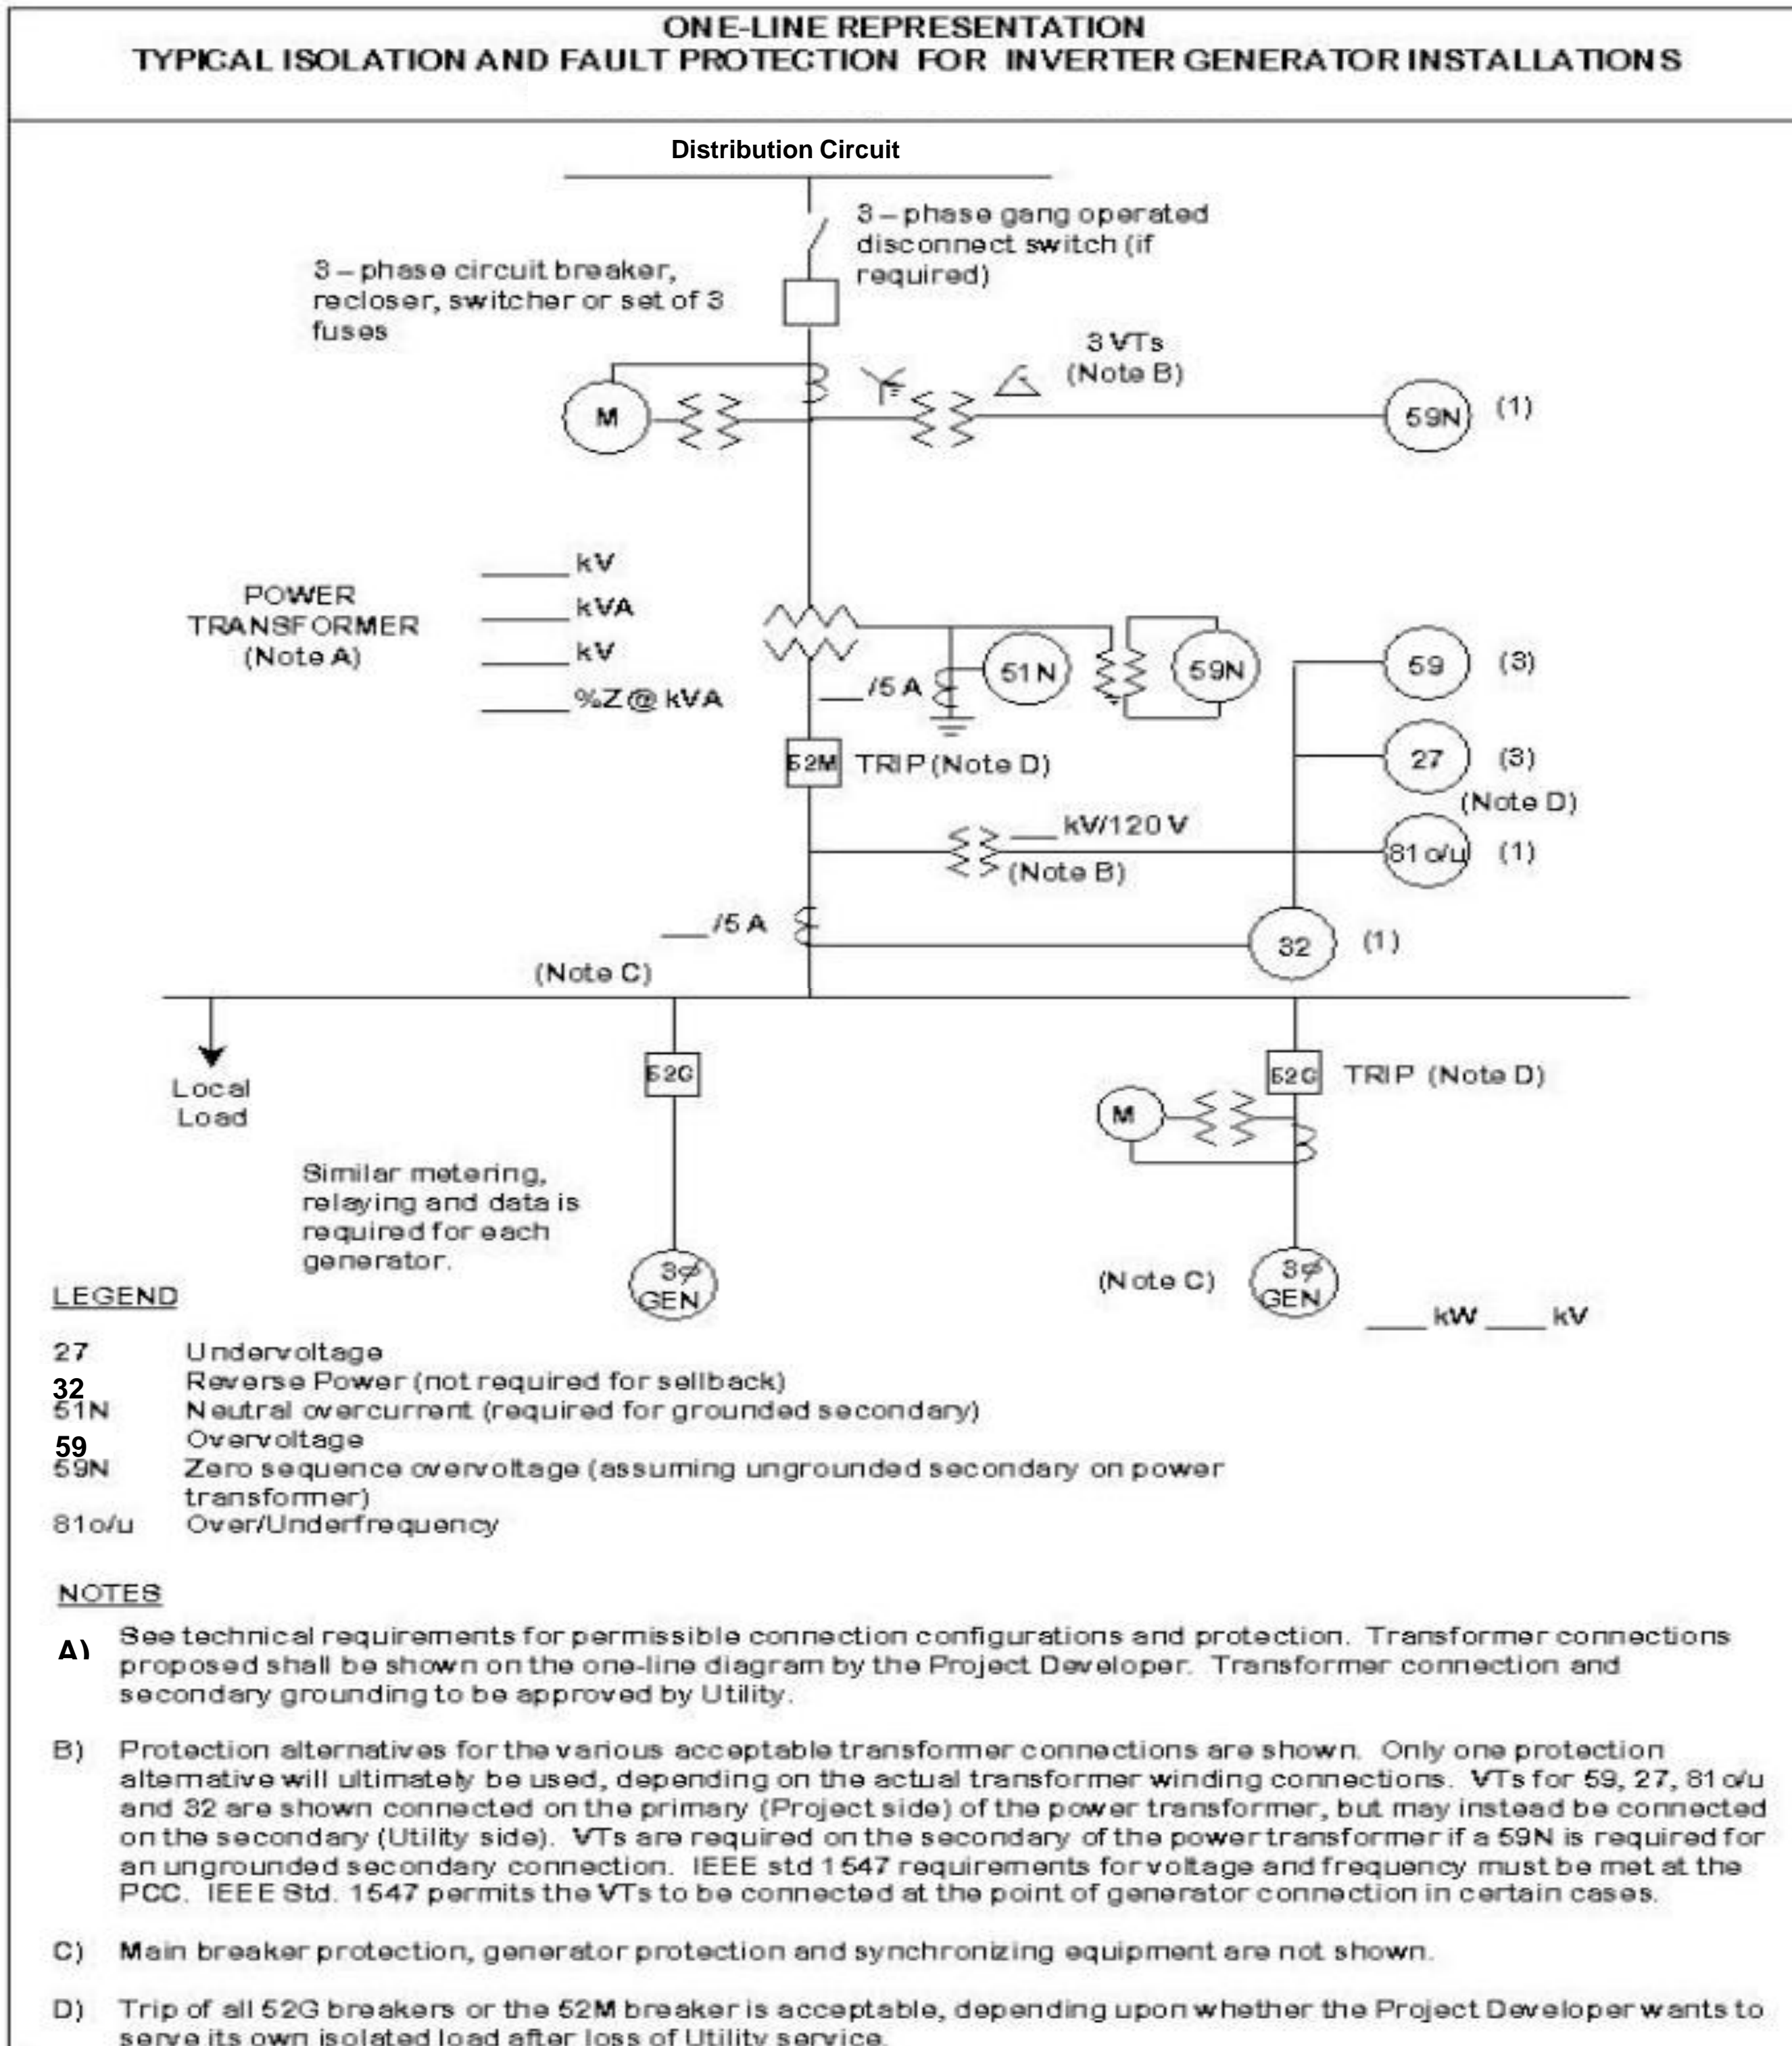 ONE-LINE REPRESENTATION
TYPICAL ISOLATION AND FAULT PROTECTION FOR INVERTER GENERATOR INSTALLATIONS
Distribution Circuit
3 – phase gang operated
disconnect switch (if
required)
3 – phase circuit breaker,
recloser, switcher or set of 3
fuses
3 VTs
(Note B)
M
59N
(1)
POWER
TRANSFORMER
(Note A)
____ kV
____ kVA
____ kV
____ %Z @ kVA
___/5 A
51N
59N
59
(3)
52M
TRIP (Note D)
27
(3)
(Note D)
___ kV/120 V
(Note B)
81 o/u
(1)
___/5 A
32
(1)
(Note C)
Local
Load
52G
52G
TRIP (Note D)
M
Similar metering,
relaying and data is
required for each
generator.
3ϕ
GEN
(Note C)
3ϕ
GEN
____ kW ____ kV
LEGEND
27 Undervoltage
32 Reverse Power (not required for sellback)
51N Neutral overcurrent (required for grounded secondary)
59 Overvoltage
59N Zero sequence overvoltage (assuming ungrounded secondary on power
transformer)
81o/u Over/Underfrequency
NOTES
A) See technical requirements for permissible connection configurations and protection. Transformer connections
proposed shall be shown on the one-line diagram by the Project Developer. Transformer connection and
secondary grounding to be approved by Utility.
B) Protection alternatives for the various acceptable transformer connections are shown. Only one protection
alternative will ultimately be used, depending on the actual transformer winding connections. VTs for 59, 27, 81 o/u
and 32 are shown connected on the primary (Project side) of the power transformer, but may instead be connected
on the secondary (Utility side). VTs are required on the secondary of the power transformer if a 59N is required for
an ungrounded secondary connection. IEEE std 1547 requirements for voltage and frequency must be met at the
PCC. IEEE Std. 1547 permits the VTs to be connected at the point of generator connection in certain cases.
C) Main breaker protection, generator protection and synchronizing equipment are not shown.
D) Trip of all 52G breakers or the 52M breaker is acceptable, depending upon whether the Project Developer wants to
serve its own isolated load after loss of Utility service.